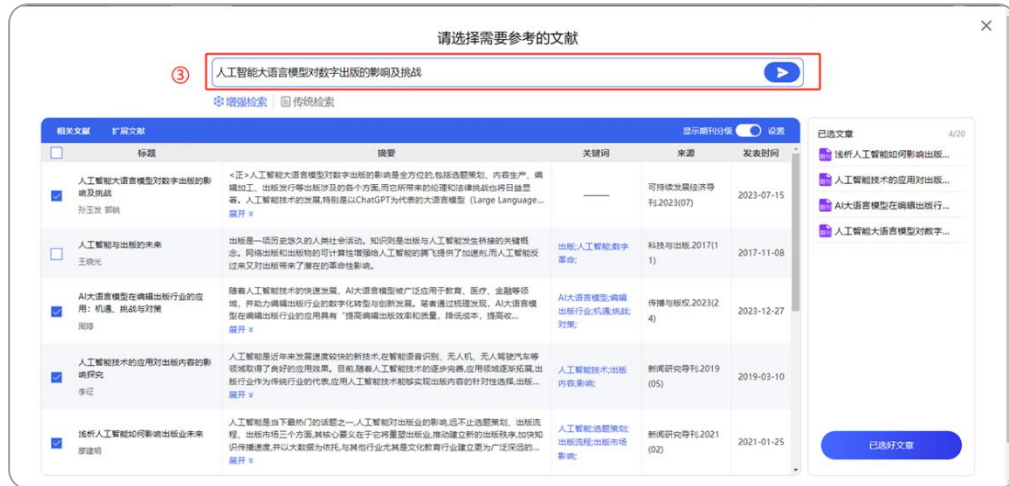 请选择需要参考的文献
③
人工智能大语言模型对数字出版的影响及挑战
增强检索
传统检索
相关文献 扩展文献 显示期刊分级 设置
标题 摘要 关键词 来源 发表时间
人工智能大语言模型对数字出版的影
响及挑战
孙玉发 郭毓
<正>人工智能大语言模型对数字出版的影响是全方位的,包括选题策划、内容生产、编
辑加工、出版发行等出版涉及的各个方面,而它所带来的伦理和法律挑战也将日益显
著。人工智能技术的发展,特别是以ChatGPT为代表的大语言模型（Large Language...
展开
——
可持续发展经济导
刊.2023(07)
2023-07-15
人工智能与出版的未来
王晓光
出版是一项历史悠久的人类社会活动。知识则是出版与人工智能发生桥接的关键概
念。网络出版和出版物的可计算性增强给人工智能的腾飞提供了加速剂,而人工智能反
过来又对出版带来了潜在的革命性影响。
出版;人工智能;数字
革命;
科技与出版.2017(1
1)
2017-11-08
AI大语言模型在编辑出版行业的应
用：机遇、挑战与对策
随着人工智能技术的快速发展，AI大语言模型被广泛应用于教育、医疗、金融等领
域，并助力编辑出版行业的数字化转型与创新发展。笔者通过梳理发现，AI大语言模
型在编辑出版行业的应用具有“提高编辑出版效率和质量，降低成本，提高收...
展开
AI大语言模型;编辑
出版行业;机遇;挑战;
对策;
传播与版权.2023(2
4)
2023-12-27
人工智能技术的应用对出版内容的影
响探究
李征
人工智能是近年来发展速度较快的新技术,在智能语音识别、无人机、无人驾驶汽车等
领域取得了良好的应用效果。目前,随着人工智能技术的逐步完善,应用领域逐渐拓展,出
版行业作为传统行业的代表,应用人工智能技术能够实现出版内容的针对性选择,出版...
展开
人工智能技术;出版
内容;影响;
新闻研究导刊.2019
(05)
2019-03-10
浅析人工智能如何影响出版业未来
廖建明
人工智能是当下最热门的话题之一,人工智能对出版业的影响,远不止选题策划、出版流
程、出版市场三个方面,其核心要义在于它将重塑出版业,推动建立新的出版秩序,加快知
识传播速度,并以大数据为依托,与其他行业尤其是文化教育行业建立更为广泛深远的...
展开
人工智能;选题策划;
出版流程;出版市场
影响;
新闻研究导刊.2021
(02)
2021-01-25
已选文章 4/20
浅析人工智能如何影响出版...
人工智能技术的应用对出版...
AI大语言模型在编辑出版行...
人工智能大语言模型对数字...
已选好文章